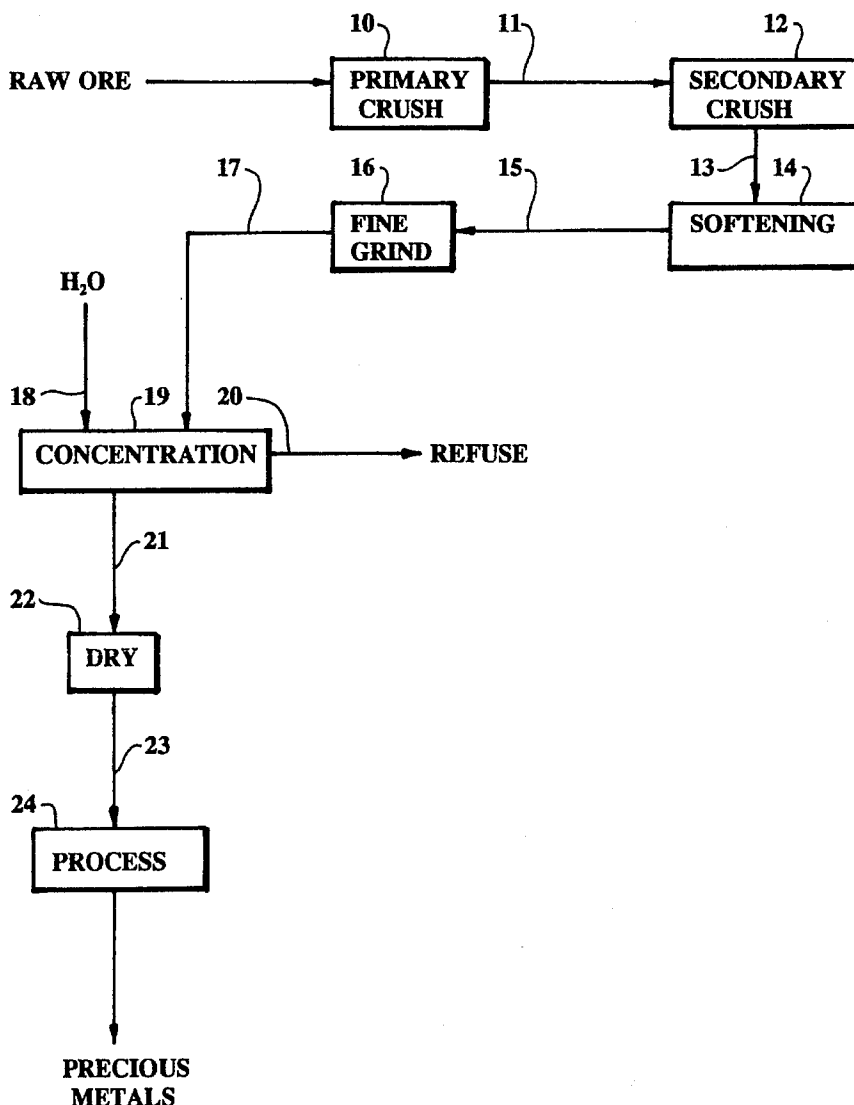 10
11
12
RAW ORE
PRIMARY
CRUSH
SECONDARY
CRUSH
17
16
15
13
14
FINE
GRIND
SOFTENING
H₂O
18
19
20
CONCENTRATION
REFUSE
21
22
DRY
23
24
PROCESS
PRECIOUS
METALS